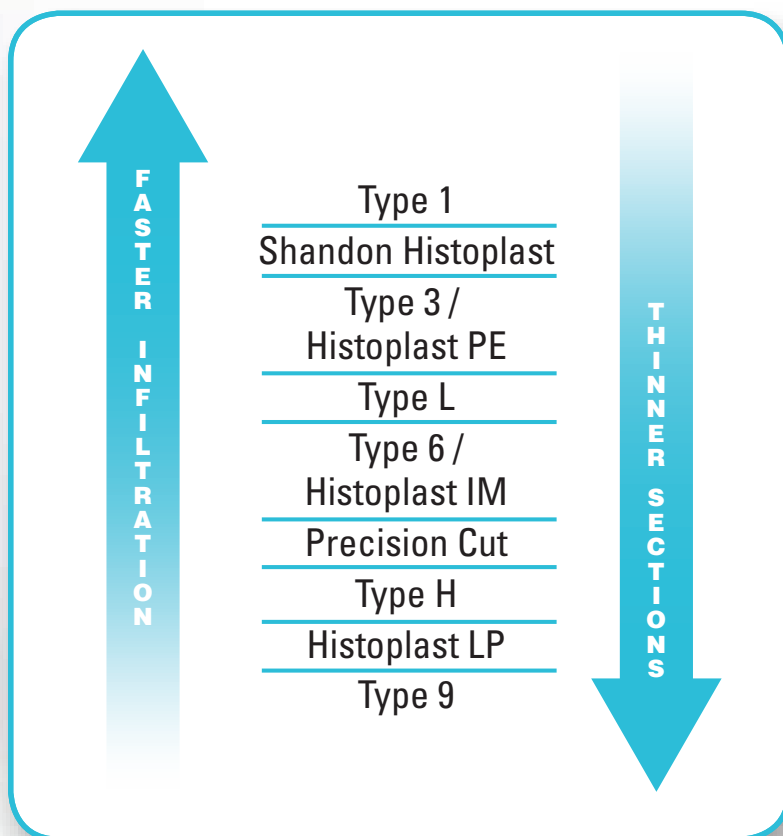 FASTER INFILTRATION
Type 1
Shandon Histoplast
Type 3 /
Histoplast PE
Type L
Type 6 /
Histoplast IM
Precision Cut
Type H
Histoplast LP
Type 9
THINNER SECTIONS